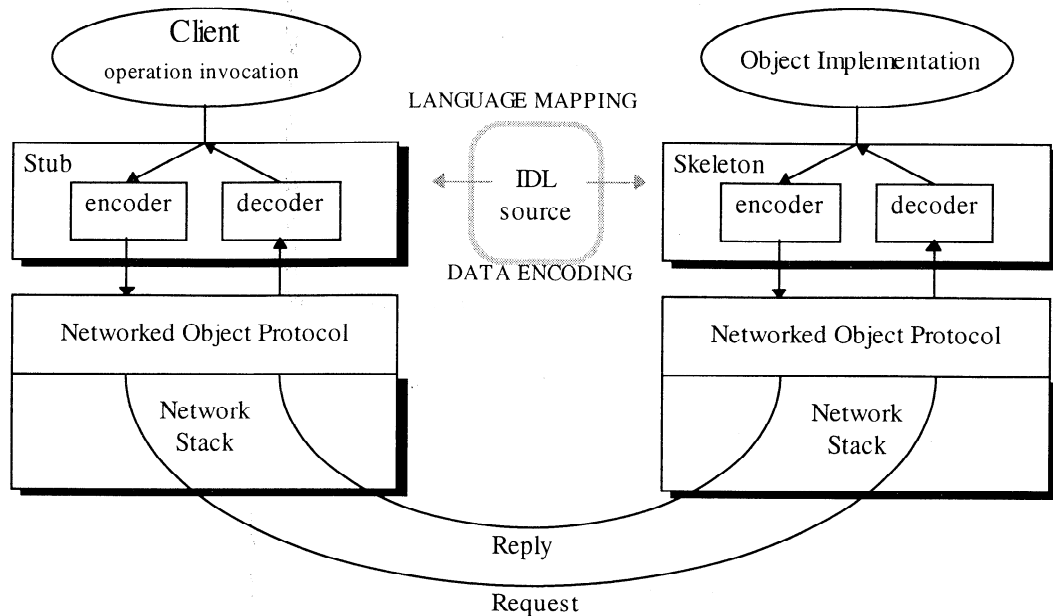 Client
operation invocation
Object Implementation
LANGUAGE MAPPING
Stub
encoder
decoder
IDL
source
Skeleton
encoder
decoder
DATA ENCODING
Networked Object Protocol
Networked Object Protocol
Network
Stack
Network
Stack
Reply
Request